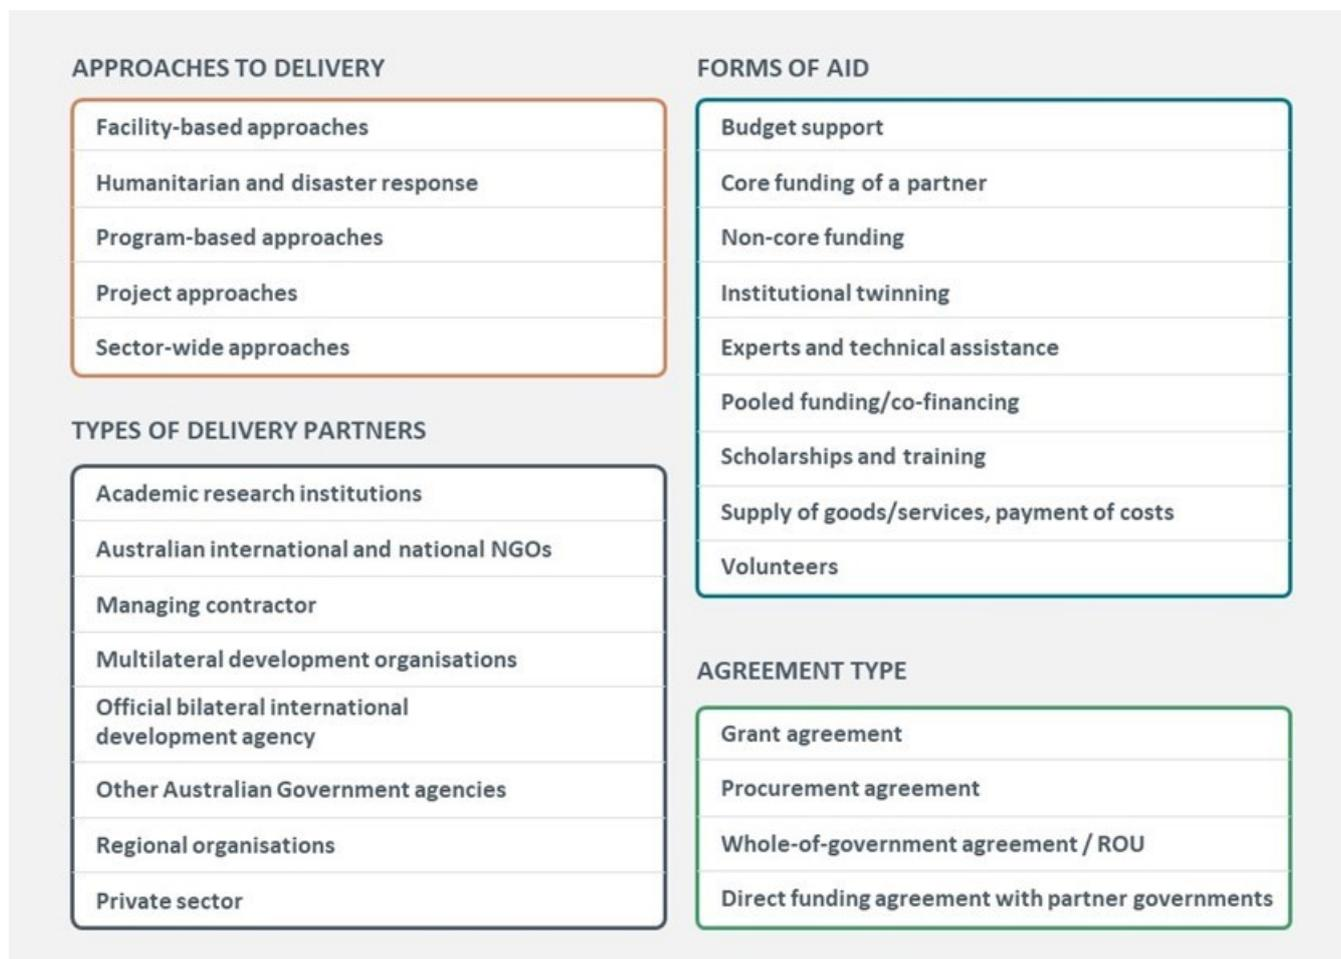 APPROACHES TO DELIVERY
Facility-based approaches
Humanitarian and disaster response
Program-based approaches
Project approaches
Sector-wide approaches
TYPES OF DELIVERY PARTNERS
Academic research institutions
Australian international and national NGOs
Managing contractor
Multilateral development organisations
Official bilateral international
development agency
Other Australian Government agencies
Regional organisations
Private sector
FORMS OF AID
Budget support
Core funding of a partner
Non-core funding
Institutional twinning
Experts and technical assistance
Pooled funding/co-financing
Scholarships and training
Supply of goods/services, payment of costs
Volunteers
AGREEMENT TYPE
Grant agreement
Procurement agreement
Whole-of-government agreement / ROU
Direct funding agreement with partner governments